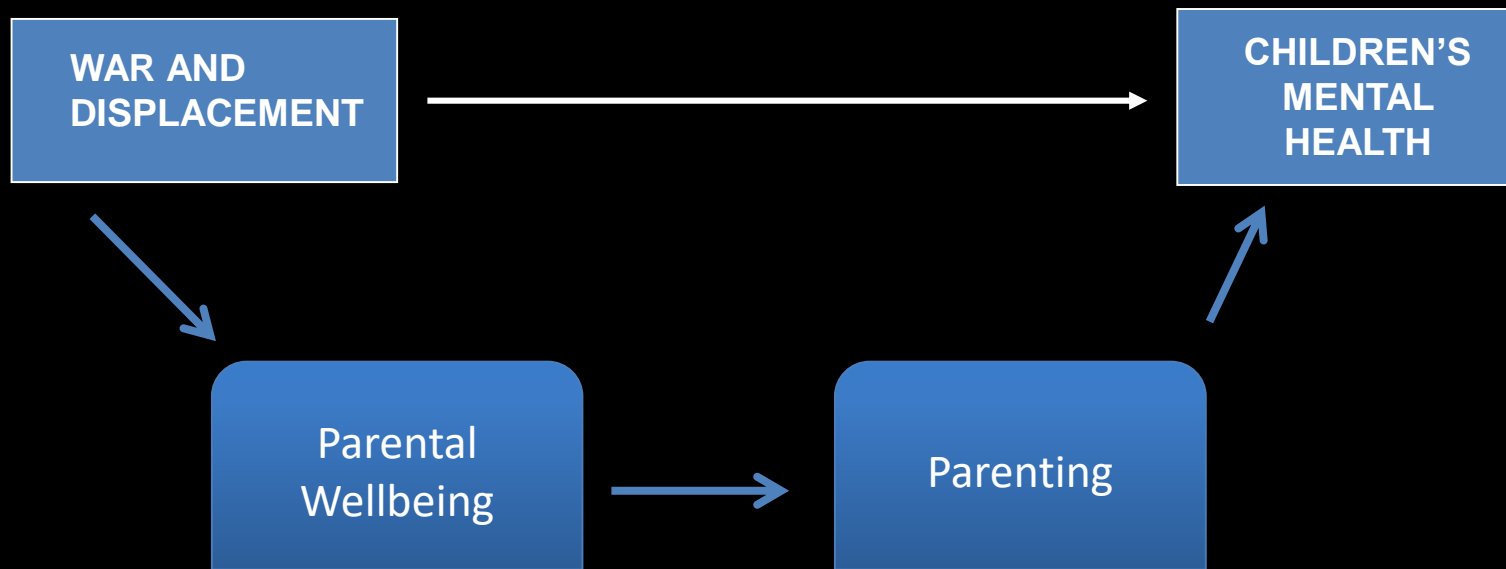 WAR AND
DISPLACEMENT
CHILDREN’S
MENTAL
HEALTH
Parental
Wellbeing
Parenting